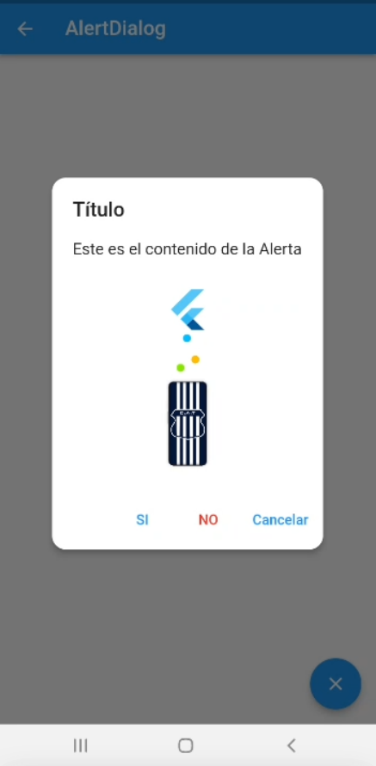 AlertDialog
Título
Este es el contenido de la Alerta
SI
NO
Cancelar